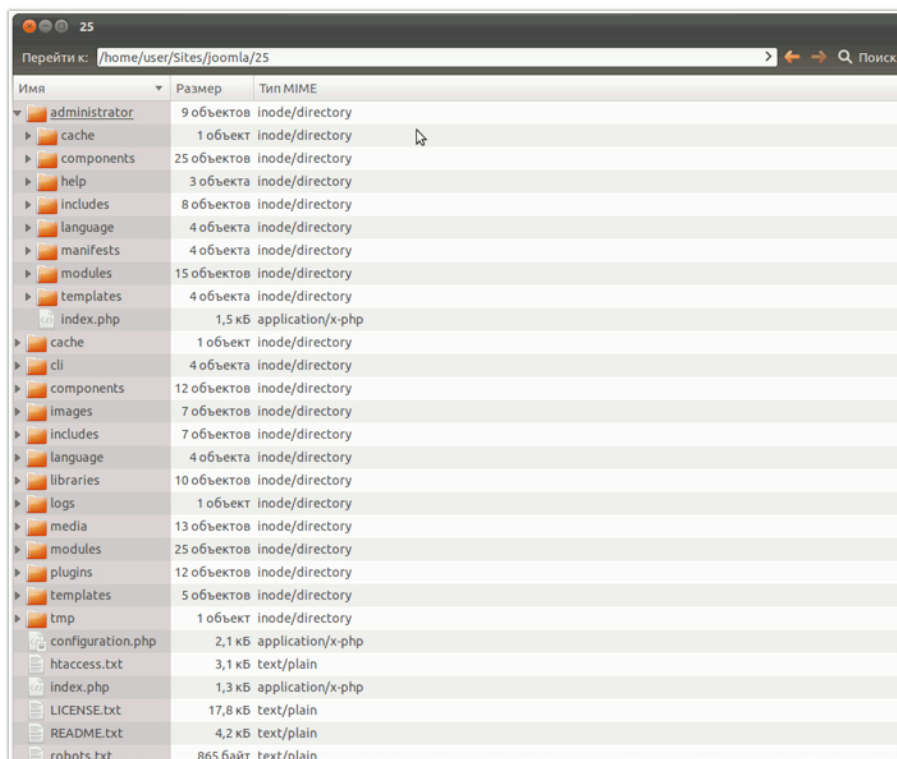 25
Перейти к: /home/user/Sites/joomla/25 Поиск
Имя Размер Тип MIME
administrator 9 объектов inode/directory
cache 1 объект inode/directory
components 25 объектов inode/directory
help 3 объекта inode/directory
includes 8 объектов inode/directory
language 4 объекта inode/directory
manifests 4 объекта inode/directory
modules 15 объектов inode/directory
templates 4 объекта inode/directory
index.php 1,5 кБ application/x-php
cache 1 объект inode/directory
cli 4 объекта inode/directory
components 12 объектов inode/directory
images 7 объектов inode/directory
includes 7 объектов inode/directory
language 4 объекта inode/directory
libraries 10 объектов inode/directory
logs 1 объект inode/directory
media 13 объектов inode/directory
modules 25 объектов inode/directory
plugins 12 объектов inode/directory
templates 5 объектов inode/directory
tmp 1 объект inode/directory
configuration.php 2,1 кБ application/x-php
htaccess.txt 3,1 кБ text/plain
index.php 1,3 кБ application/x-php
LICENSE.txt 17,8 кБ text/plain
README.txt 4,2 кБ text/plain
robots.txt 865 байт text/plain